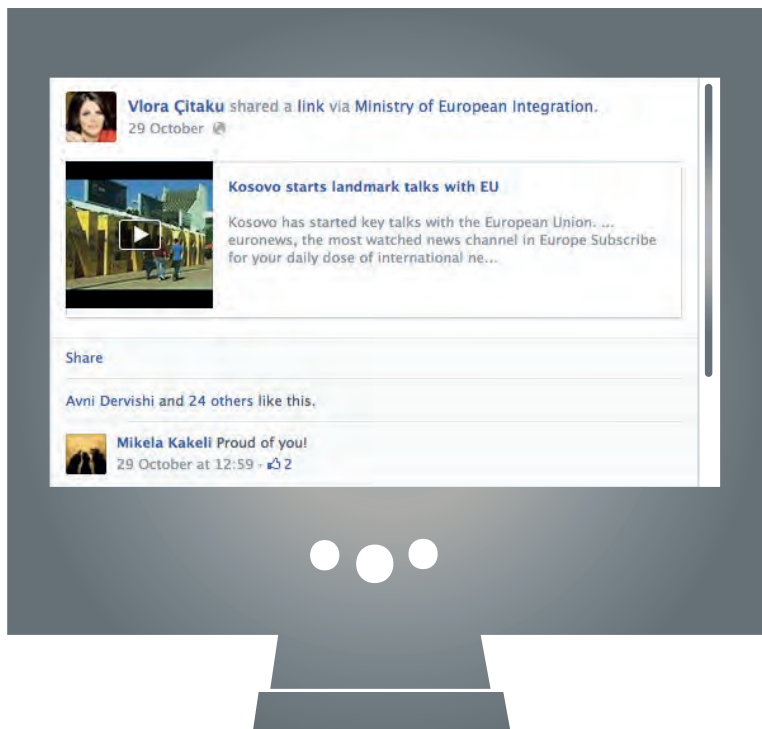 Vlora Çitaku shared a link via Ministry of European Integration.
29 October
Kosovo starts landmark talks with EU
Kosovo has started key talks with the European Union. ...
euronews, the most watched news channel in Europe Subscribe
for your daily dose of international ne...
Share
Avni Dervishi and 24 others like this.
Mikela Kakeli Proud of you!
29 October at 12:59 · 2